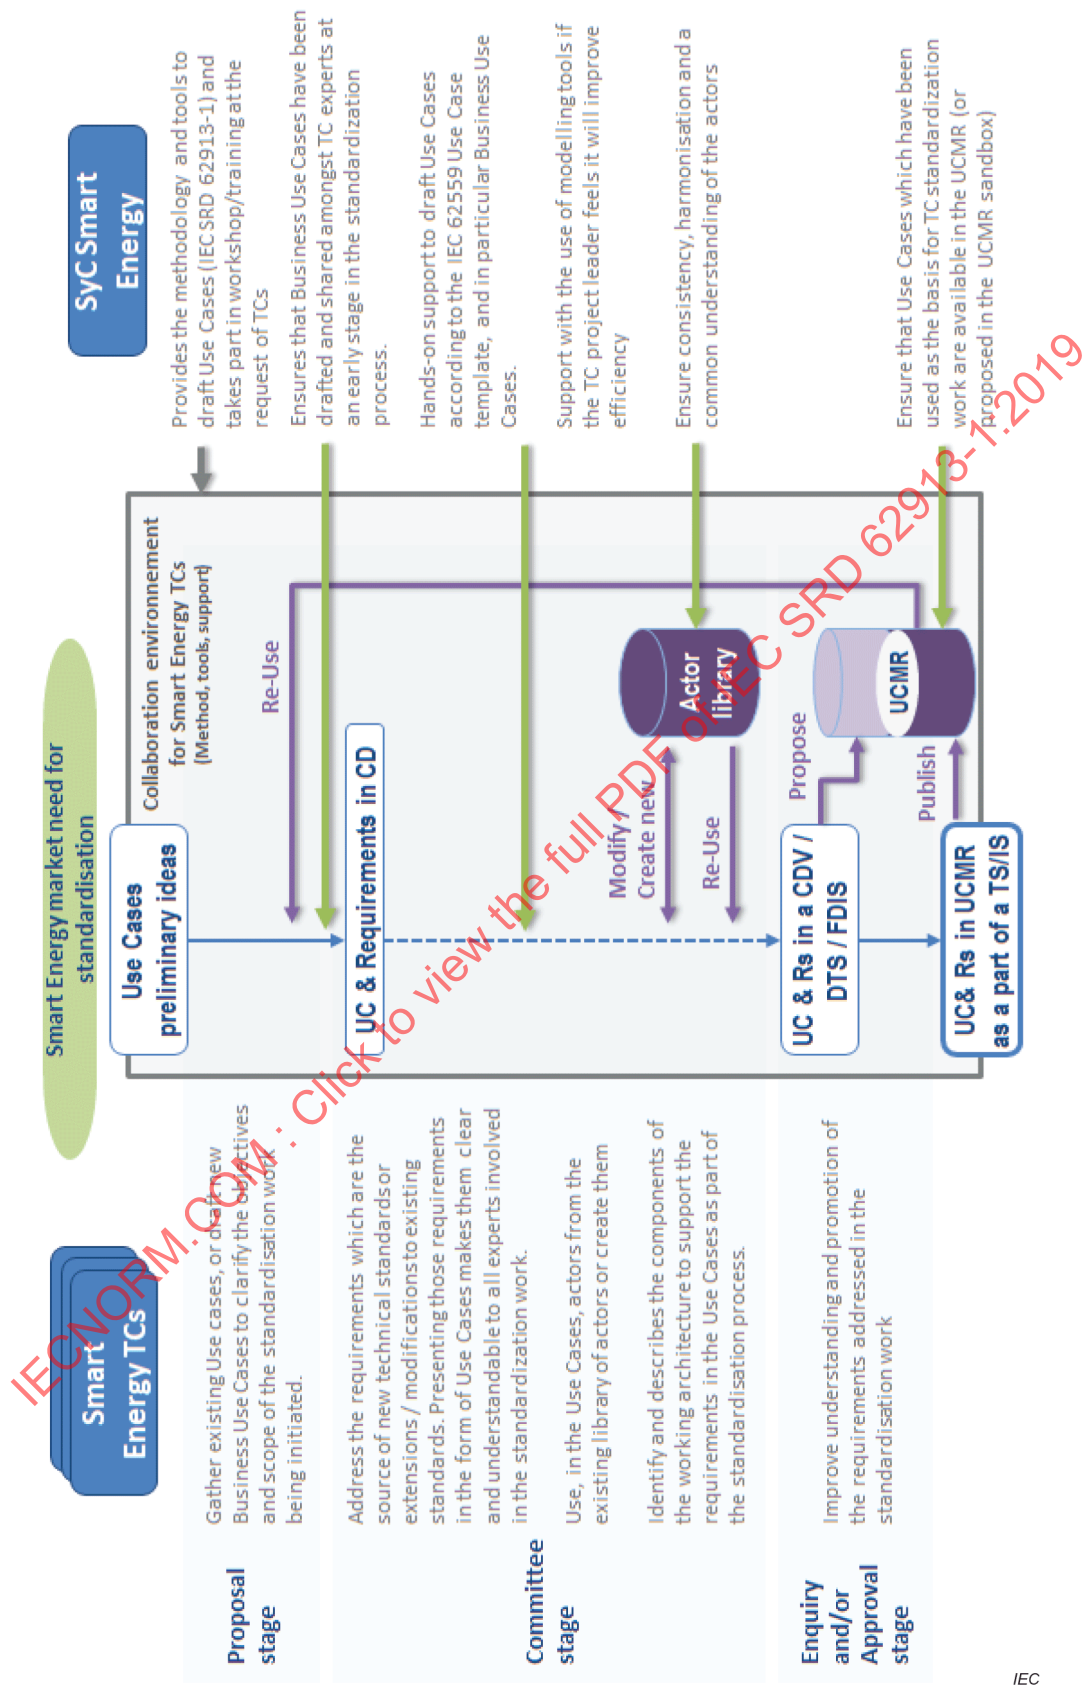 Smart Energy market need for
standardisation
Smart
Energy TCs
SyC Smart
Energy
Collaboration environnement
for Smart Energy TCs
(Method, tools, support)
Proposal
stage
Gather existing Use cases, or draft new
Business Use Cases to clarify the objectives
and scope of the standardisation work
being initiated.
Use Cases
preliminary ideas
Re-Use
Provides the methodology and tools to
draft Use Cases (IEC SRD 62913-1) and
takes part in workshop/training at the
request of TCs
Ensures that Business Use Cases have been
drafted and shared amongst TC experts at
an early stage in the standardization
process.
Committee
stage
Address the requirements which are the
source of new technical standards or
extensions / modifications to existing
standards. Presenting those requirements
in the form of Use Cases makes them clear
and understandable to all experts involved
in the standardization work.
Use, in the Use Cases, actors from the
existing library of actors or create them
Identify and describes the components of
the working architecture to support the
requirements in the Use Cases as part of
the standardisation process.
UC & Requirements in CD
Modify /
Create new
Re-Use
Actor
library
Hands-on support to draft Use Cases
according to the IEC 62559 Use Case
template, and in particular Business Use
Cases.
Support with the use of modelling tools if
the TC project leader feels it will improve
efficiency
Ensure consistency, harmonisation and a
common understanding of the actors
Enquiry
and/or
Approval
stage
Improve understanding and promotion of
the requirements addressed in the
standardisation work
UC & Rs in a CDV /
DTS / FDIS
Propose
Publish
UCMR
UC& Rs in UCMR
as a part of a TS/IS
Ensure that Use Cases which have been
used as the basis for TC standardization
work are available in the UCMR (or
proposed in the UCMR sandbox)
IEC
IECNORM.COM : Click to view the full PDF of IEC SRD 62913-1:2019